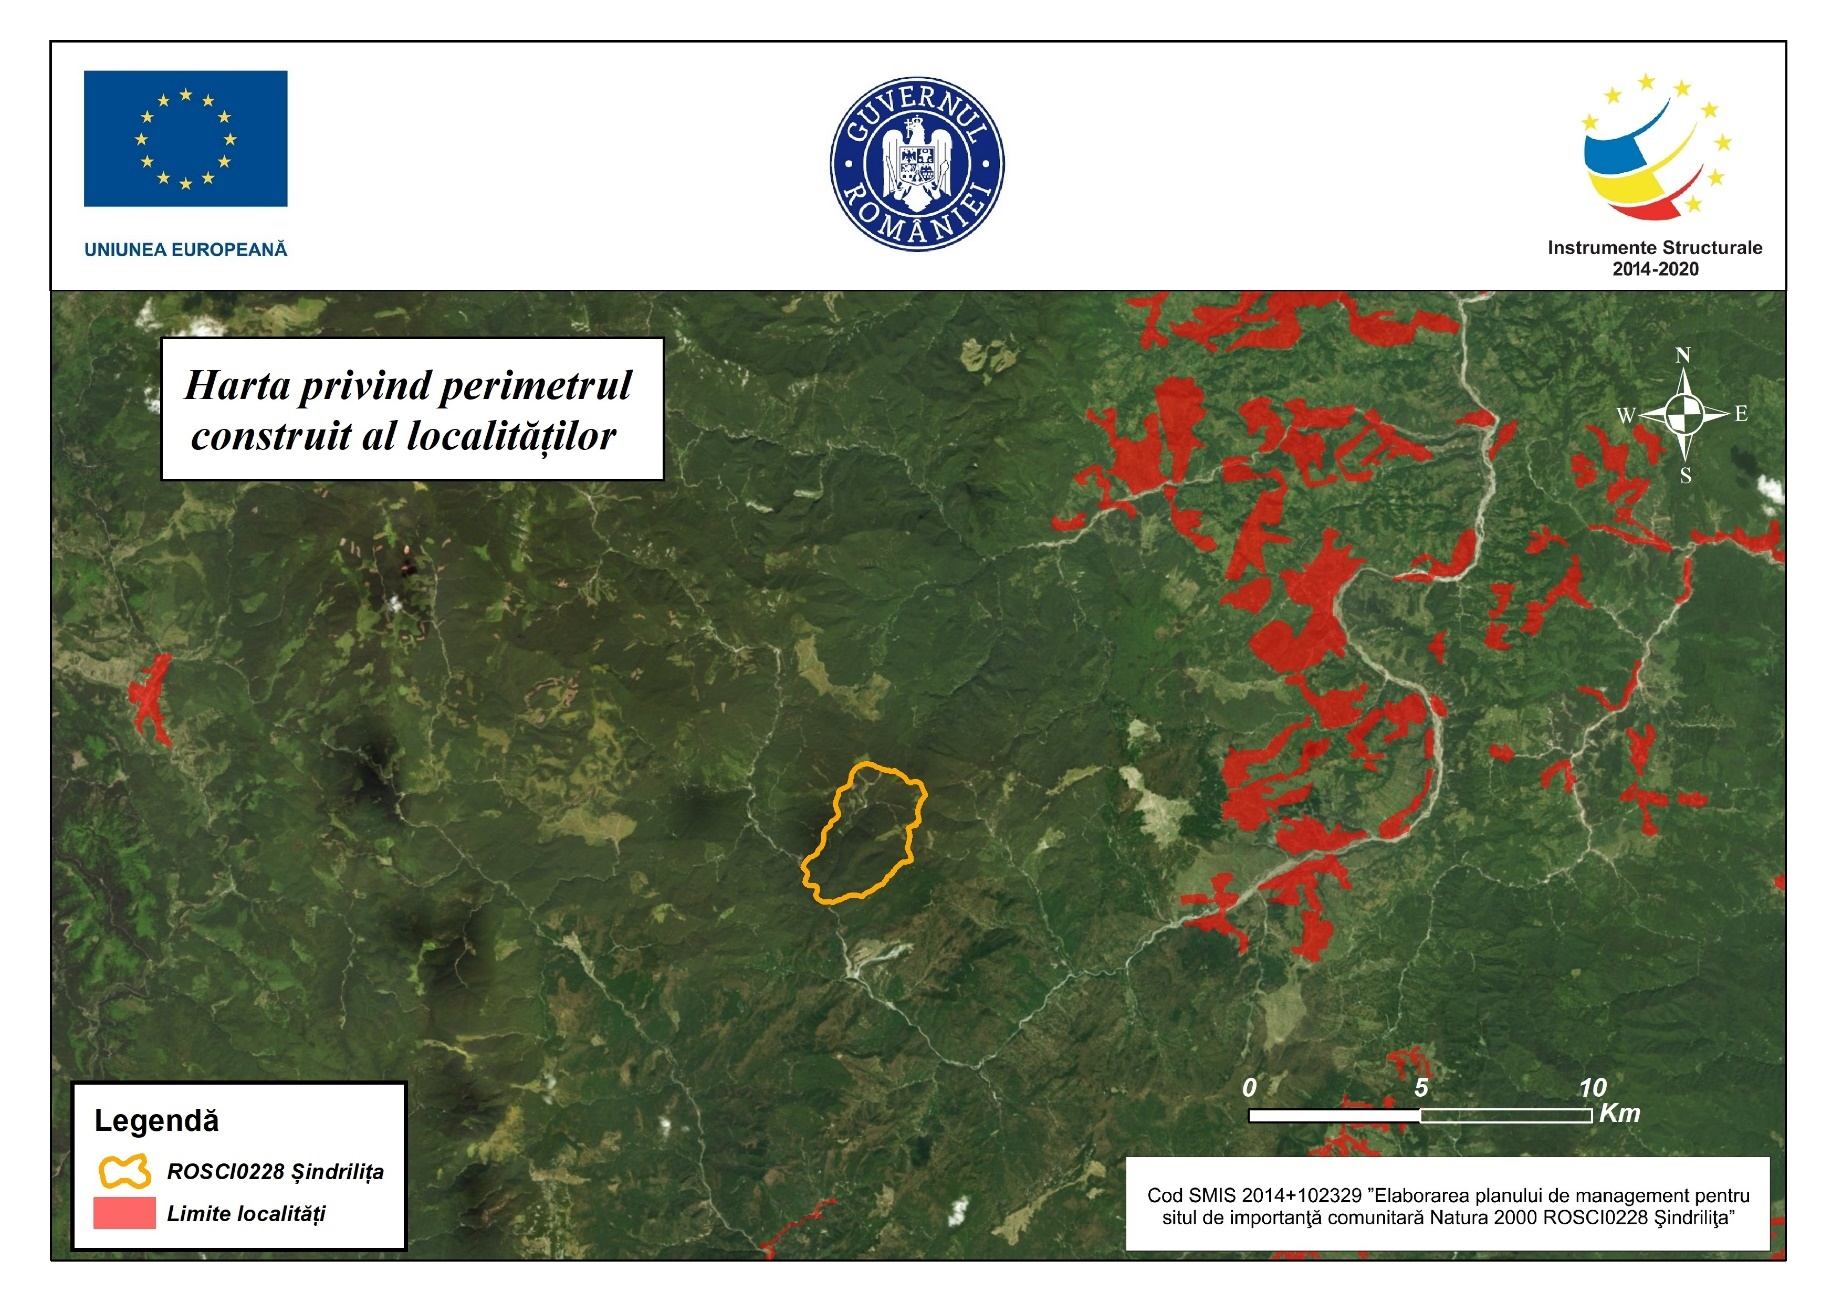 UNIUNEA EUROPEANĂ
GUVERNUL ROMÂNIEI
Instrumente Structurale
2014-2020
Harta privind perimetrul
construit al localităților
N
W
E
S
0 5 10
Km
Legendă
ROSCI0228 Șindrilița
Limite localități
Cod SMIS 2014+102329 ”Elaborarea planului de management pentru
situl de importanţă comunitară Natura 2000 ROSCI0228 Şindriliţa”